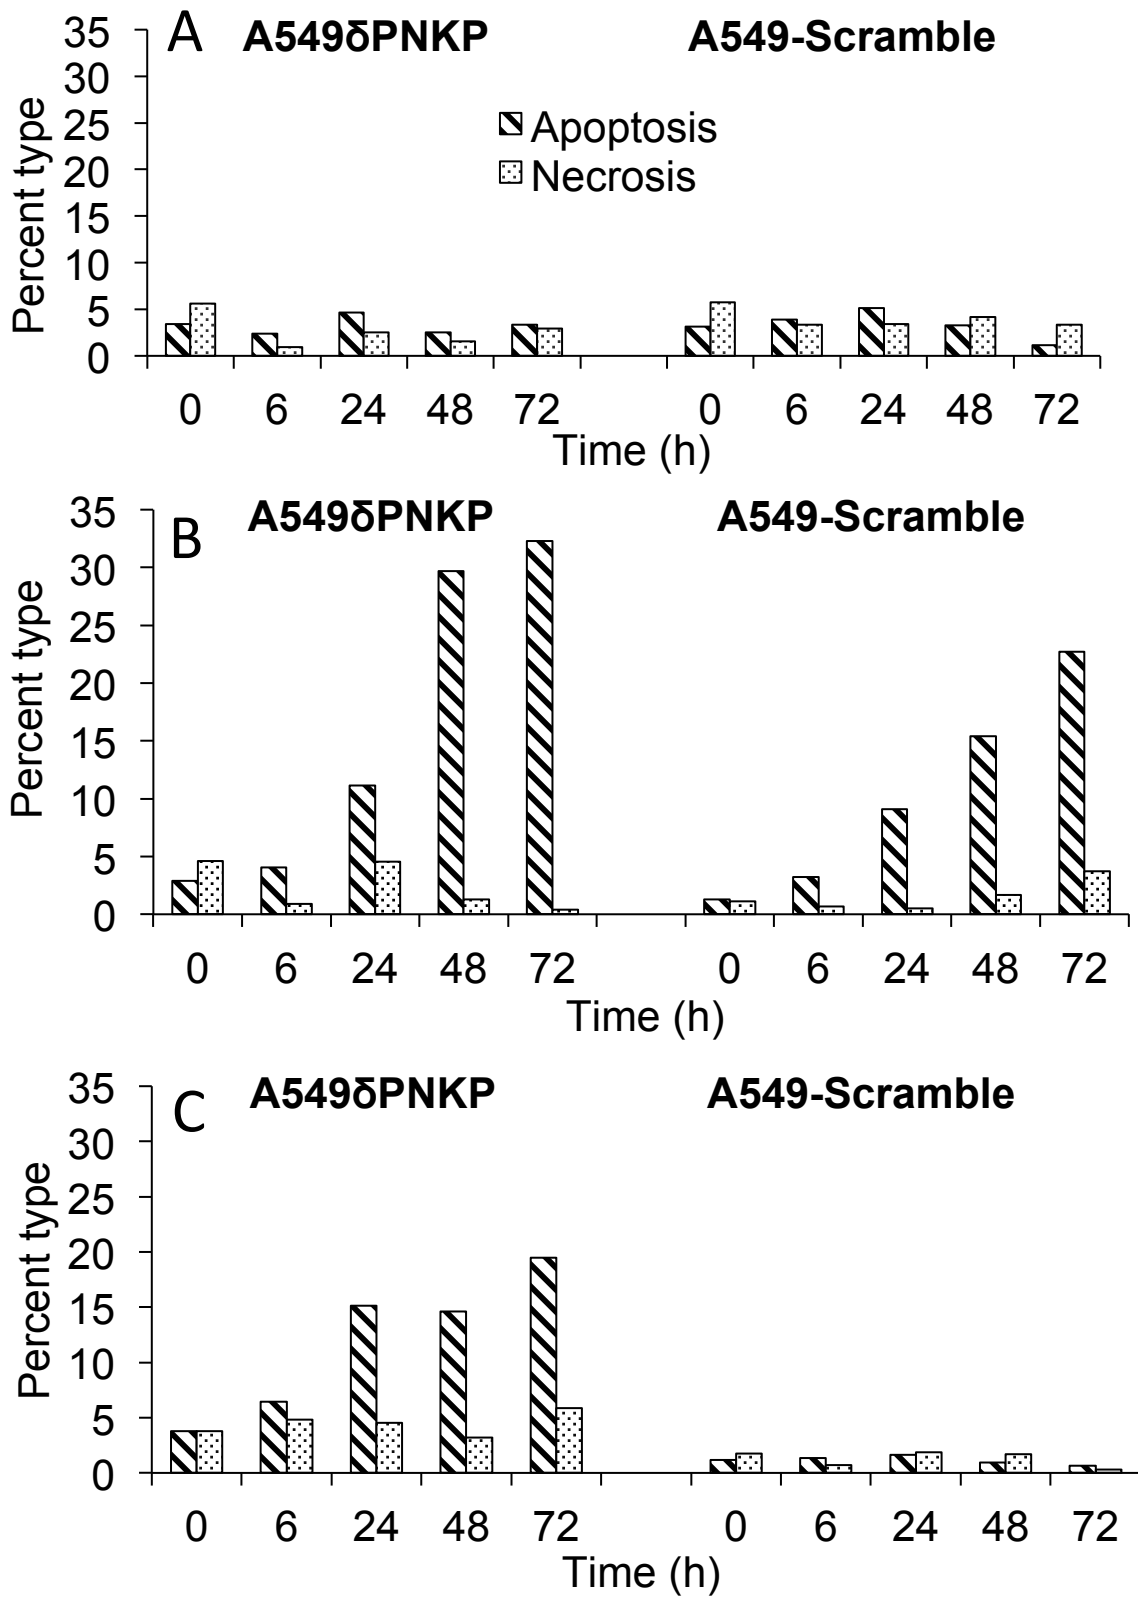 A A549δPNKP A549-Scramble
Apoptosis
Necrosis
Percent type
35
30
25
20
15
10
5
0
0 6 24 48 72 0 6 24 48 72
Time (h)
B A549δPNKP A549-Scramble
Percent type
35
30
25
20
15
10
5
0
0 6 24 48 72 0 6 24 48 72
Time (h)
C A549δPNKP A549-Scramble
Percent type
35
30
25
20
15
10
5
0
0 6 24 48 72 0 6 24 48 72
Time (h)